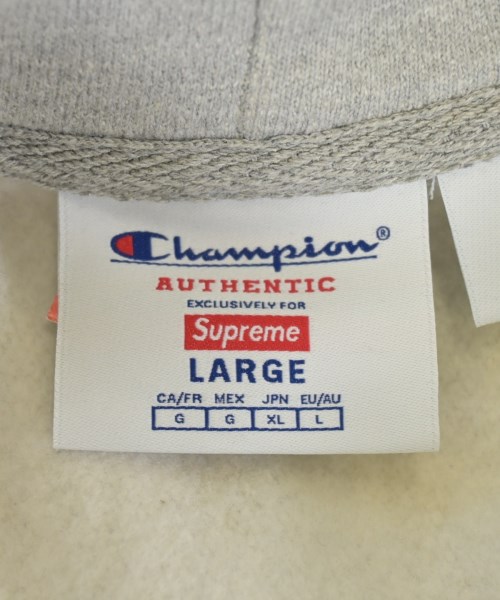 Champion®
AUTHENTIC
EXCLUSIVELY FOR
Supreme
LARGE
CA/FR MEX JPN EU/AU
G G XL L